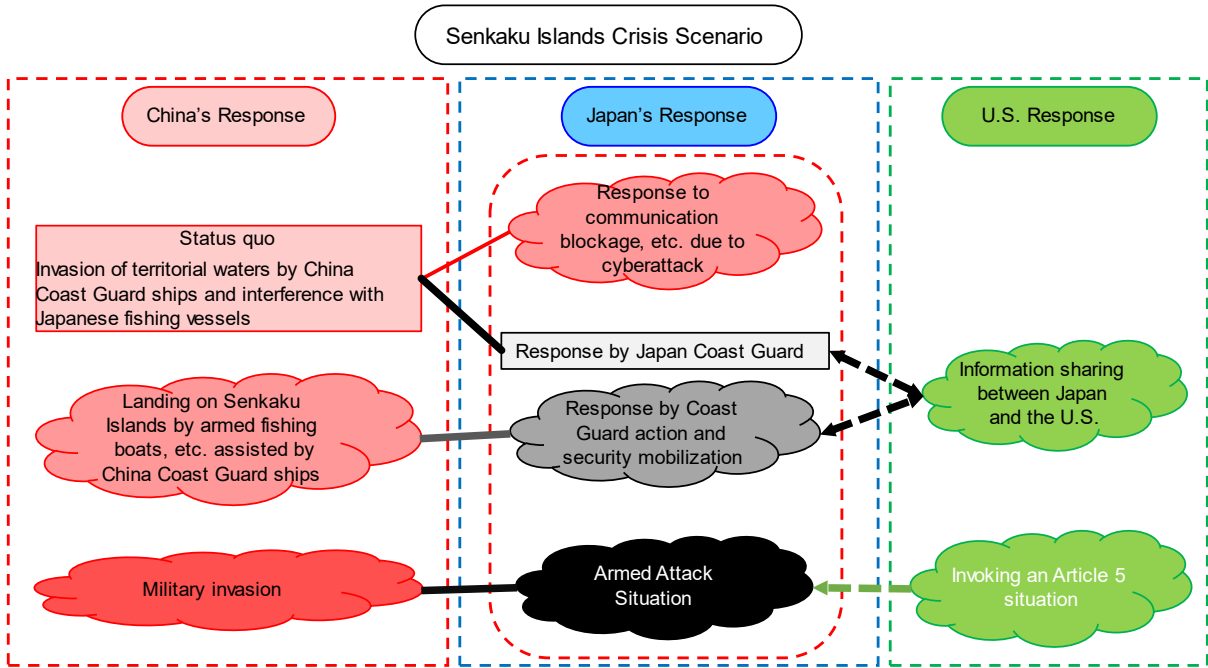 Senkaku Islands Crisis Scenario
China's Response
Japan's Response
U.S. Response
Status quo
Invasion of territorial waters by China
Coast Guard ships and interference with
Japanese fishing vessels
Response to
communication
blockage, etc. due to
cyberattack
Response by Japan Coast Guard
Information sharing
between Japan
and the U.S.
Landing on Senkaku
Islands by armed fishing
boats, etc. assisted by
China Coast Guard ships
Response by Coast
Guard action and
security mobilization
Military invasion
Armed Attack
Situation
Invoking an Article 5
situation